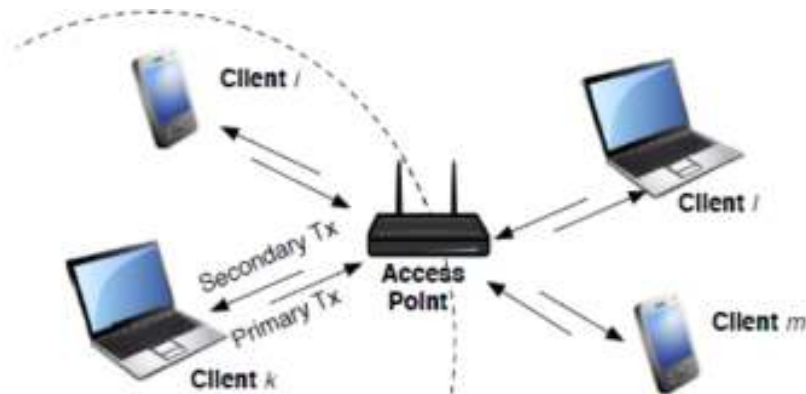 Client i
Client l
Secondary Tx
Primary Tx
Access
Point
Client m
Client k